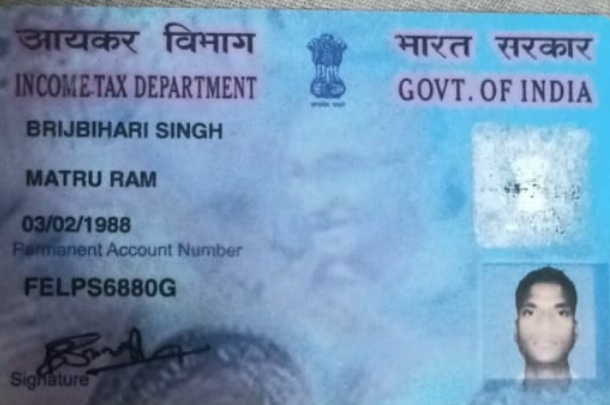 आयकर विभाग
INCOME TAX DEPARTMENT
भारत सरकार
GOVT. OF INDIA
BRIJBIHARI SINGH
MATRU RAM
03/02/1988
Permanent Account Number
FELPS6880G
Signature